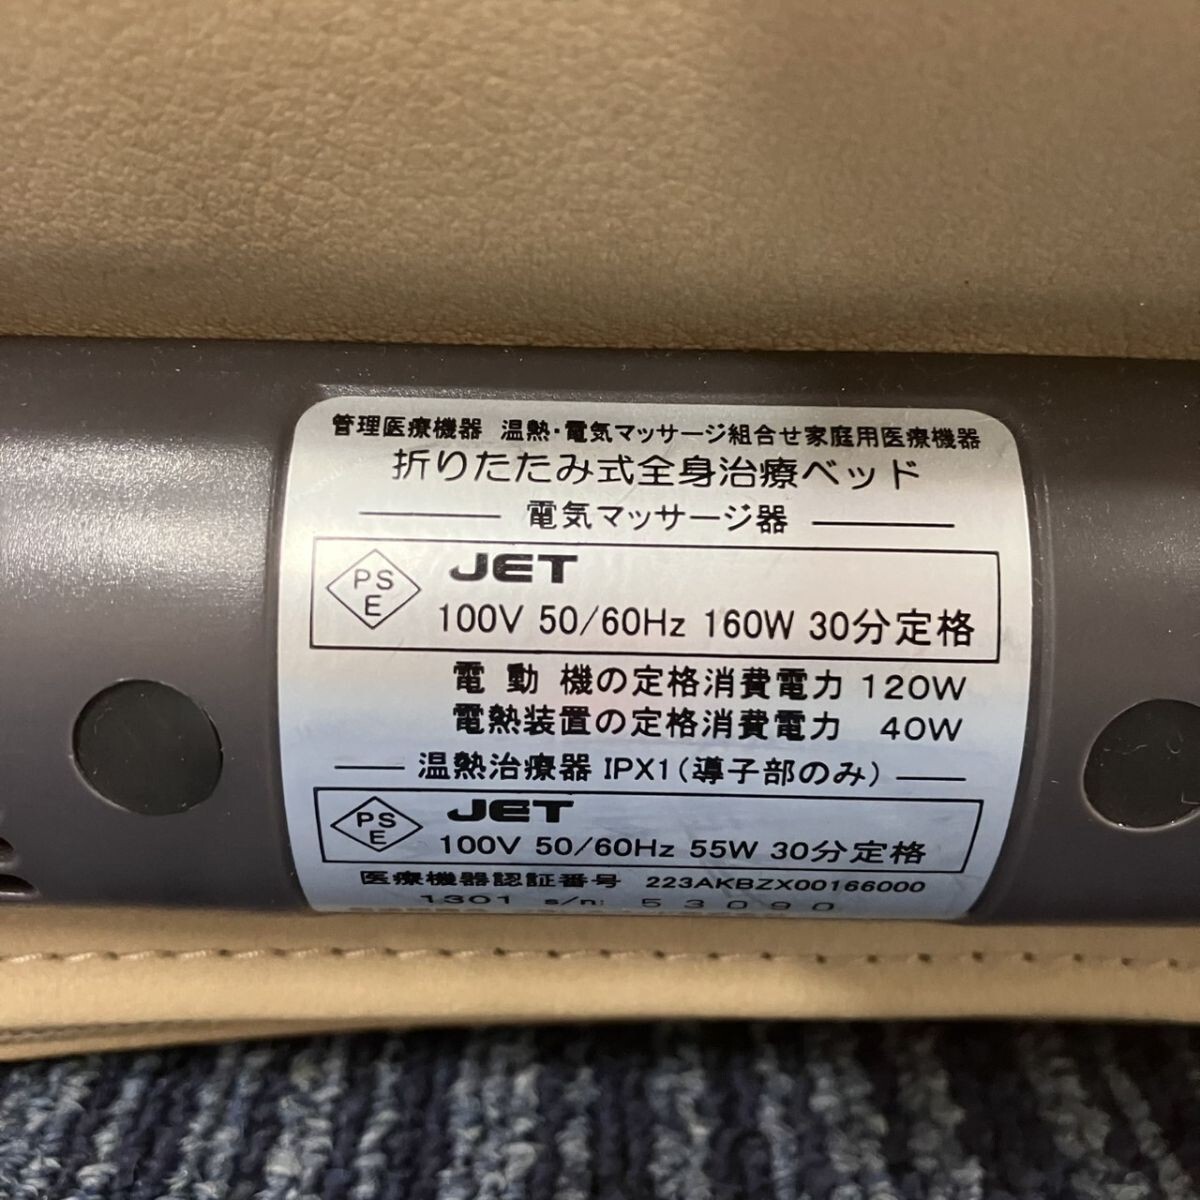 管理医療機器 温熱・電気マッサージ組合せ家庭用医療機器
折りたたみ式全身治療ベッド
電気マッサージ器
PS
E
JET
100V 50/60Hz 160W 30分定格
電動機の定格消費電力 120W
電熱装置の定格消費電力 40W
温熱治療器 IPX1(導子部のみ)
PS
E
JET
100V 50/60Hz 55W 30分定格
医療機器認証番号 223AKBZX00166000
1301 s/n: 53090